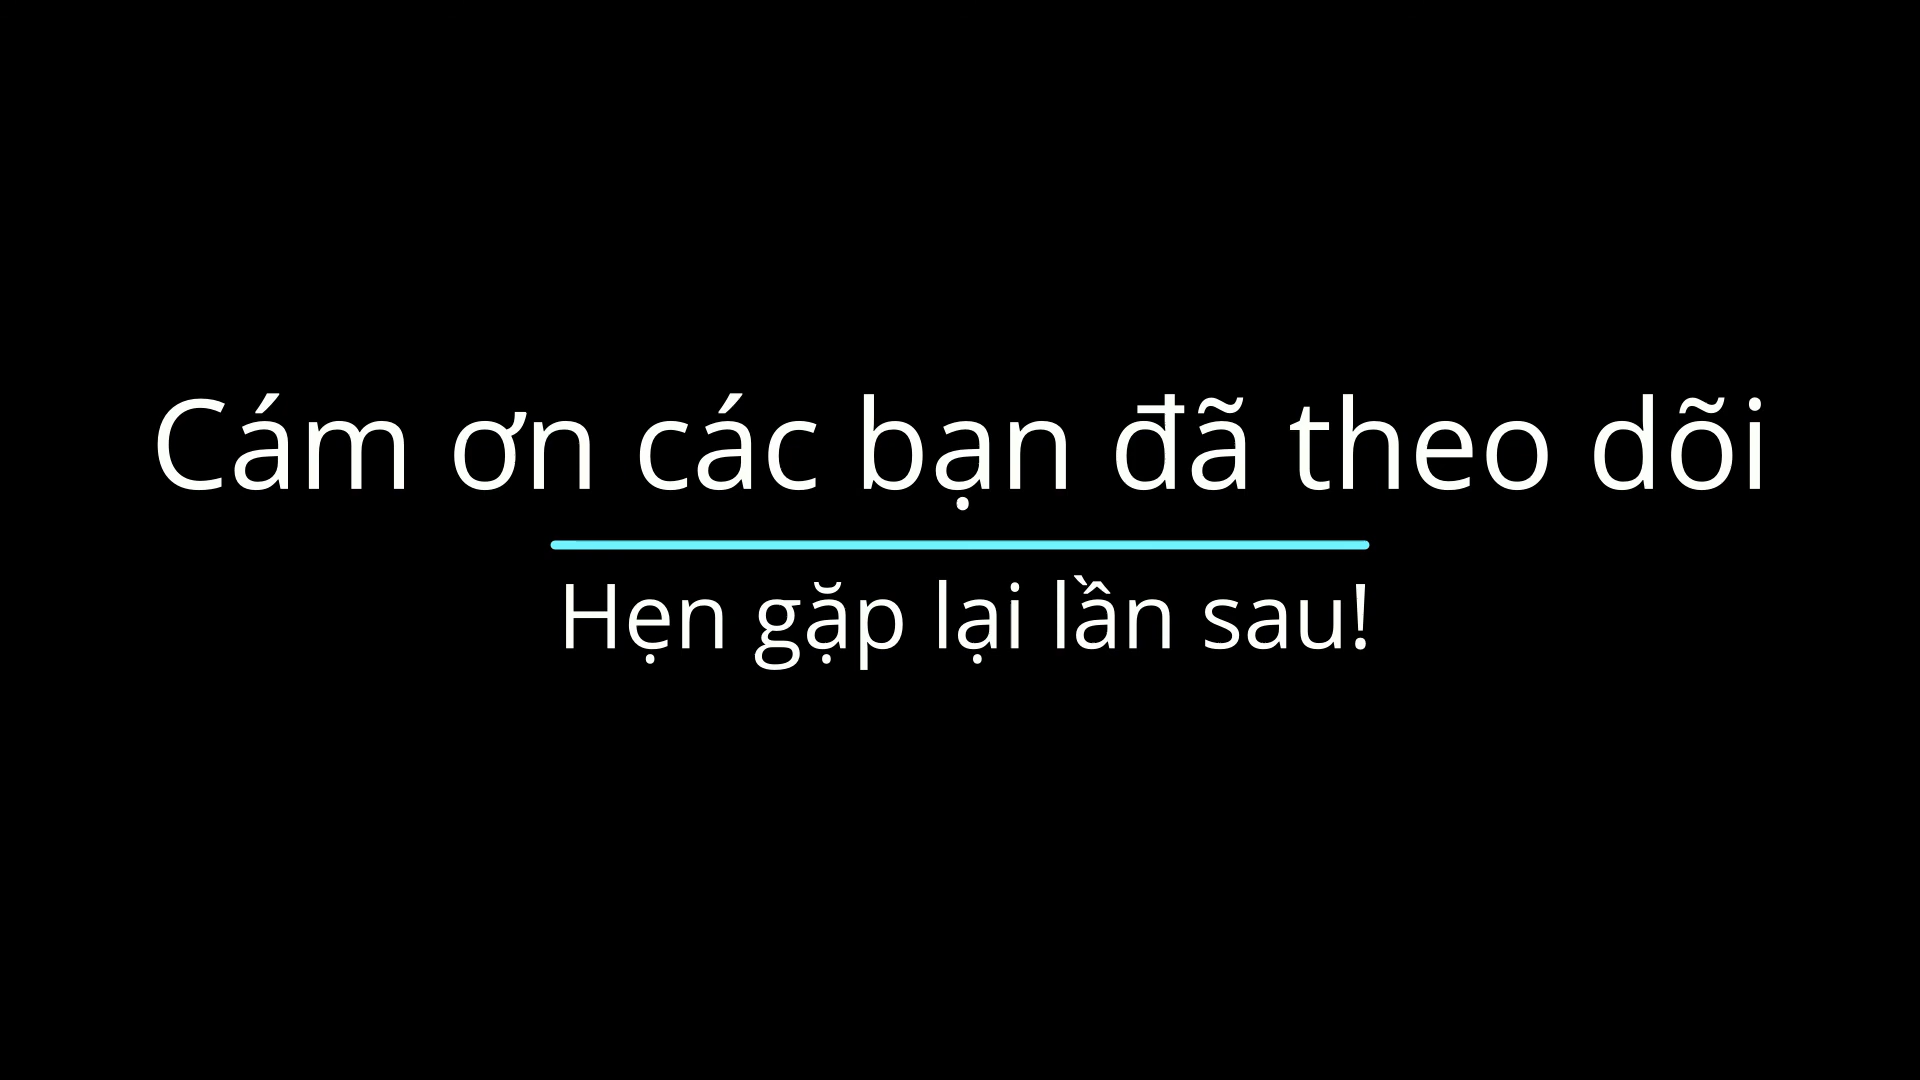 Cám ơn các bạn đã theo dõi
Hẹn gặp lại lần sau!